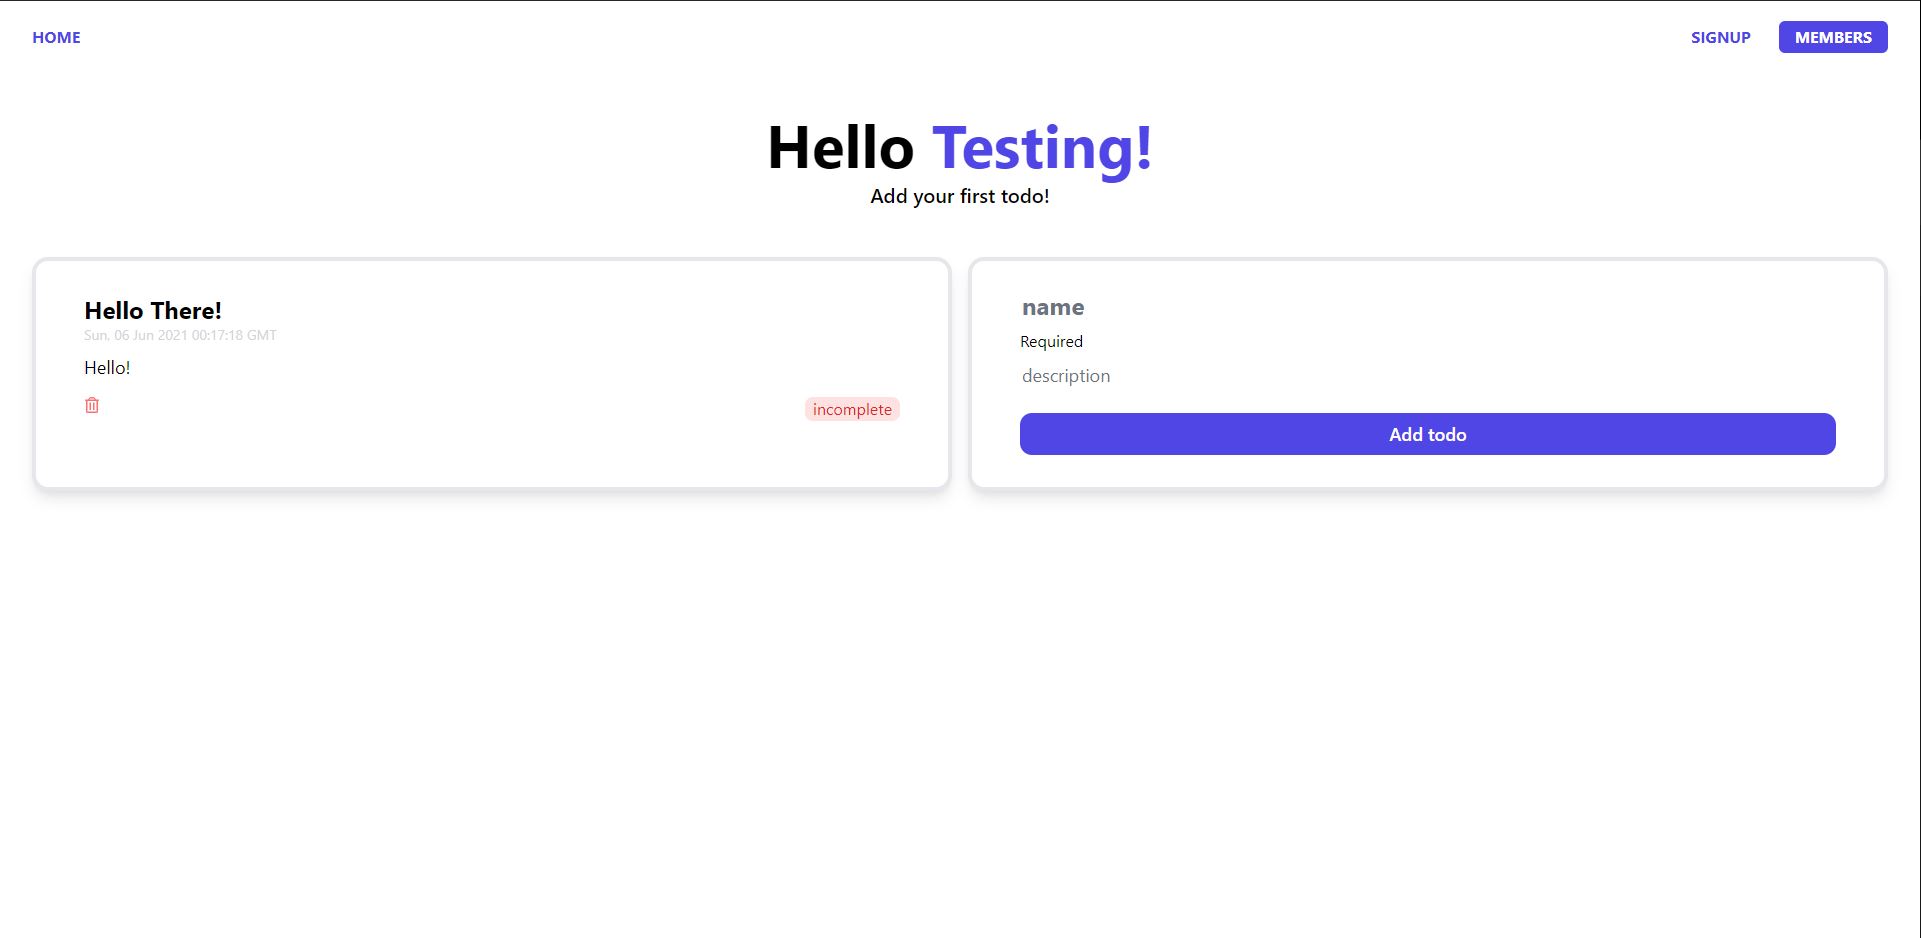 HOME
SIGNUP
MEMBERS
Hello Testing!
Add your first todo!
Hello There!
Sun, 06 Jun 2021 00:17:18 GMT
Hello!
incomplete
name
Required
description
Add todo